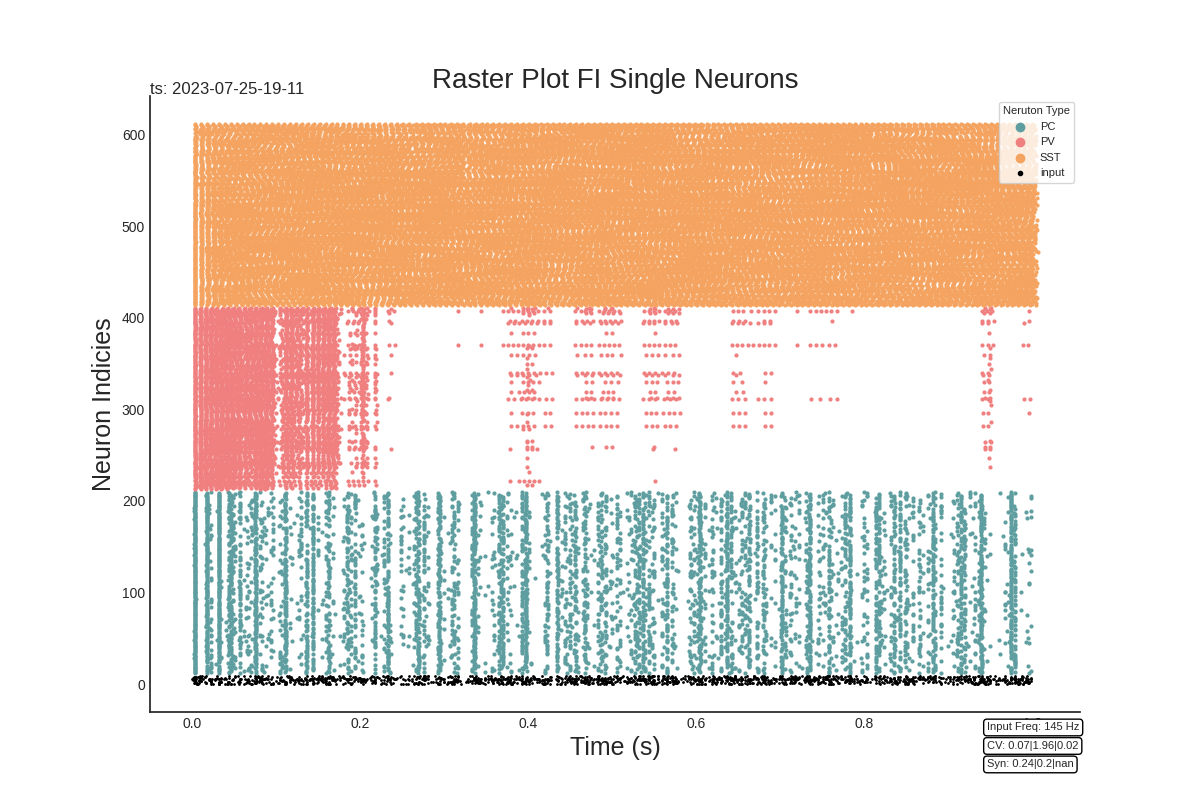 Raster Plot FI Single Neurons
ts: 2023-07-25-19-11
Neruton Type
PC
PV
SST
input
600
500
400
300
200
100
0
Neuron Indicies
0.0 0.2 0.4 0.6 0.8
Time (s)
Input Freq: 145 Hz
CV: 0.07|1.96|0.02
Syn: 0.24|0.2|nan